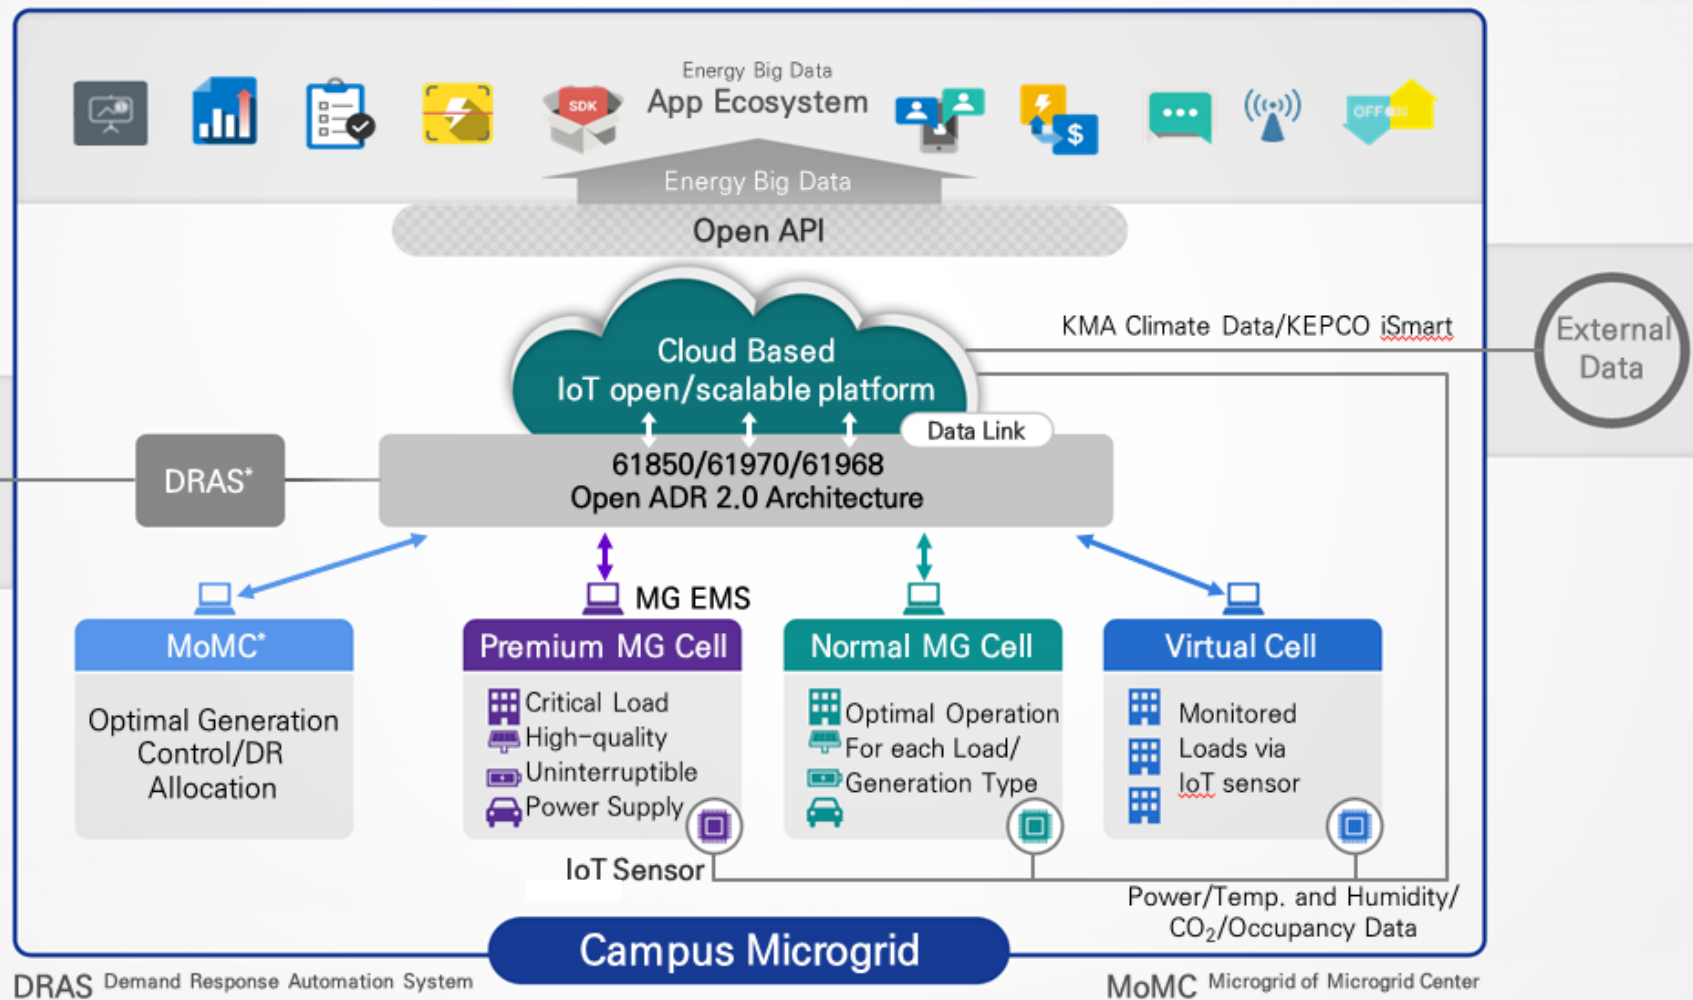 Energy Big Data
App Ecosystem
SDK
$
OFF ON
Energy Big Data
Open API
KMA Climate Data/KEPCO iSmart
External
Data
Cloud Based
IoT open/scalable platform
Data Link
DRAS*
61850/61970/61968
Open ADR 2.0 Architecture
MG EMS
MoMC*
Optimal Generation
Control/DR
Allocation
Premium MG Cell
Critical Load
High-quality
Uninterruptible
Power Supply
Normal MG Cell
Optimal Operation
For each Load/
Generation Type
Virtual Cell
Monitored
Loads via
IoT sensor
IoT Sensor
Power/Temp. and Humidity/
CO₂/Occupancy Data
Campus Microgrid
DRAS Demand Response Automation System
MoMC Microgrid of Microgrid Center